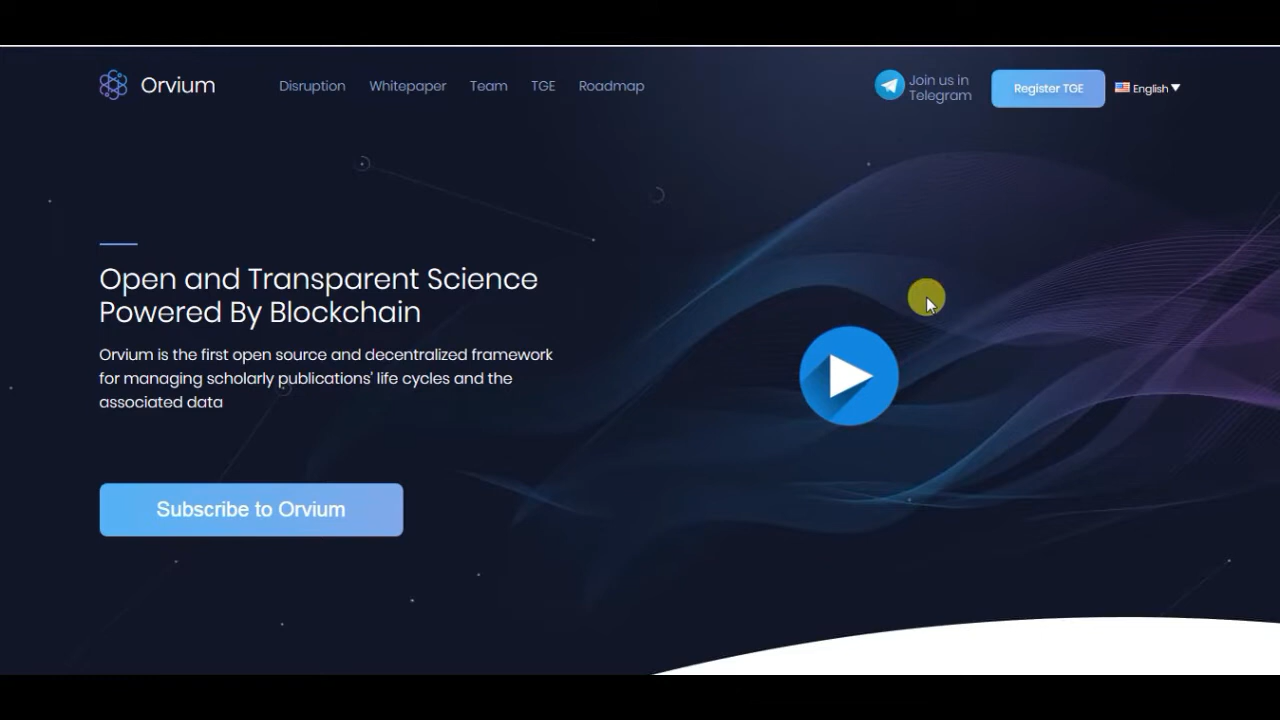 Orvium
Disruption
Whitepaper
Team
TGE
Roadmap
Join us in
Telegram
Register TGE
English
Open and Transparent Science
Powered By Blockchain
Orvium is the first open source and decentralized framework
for managing scholarly publications' life cycles and the
associated data
Subscribe to Orvium